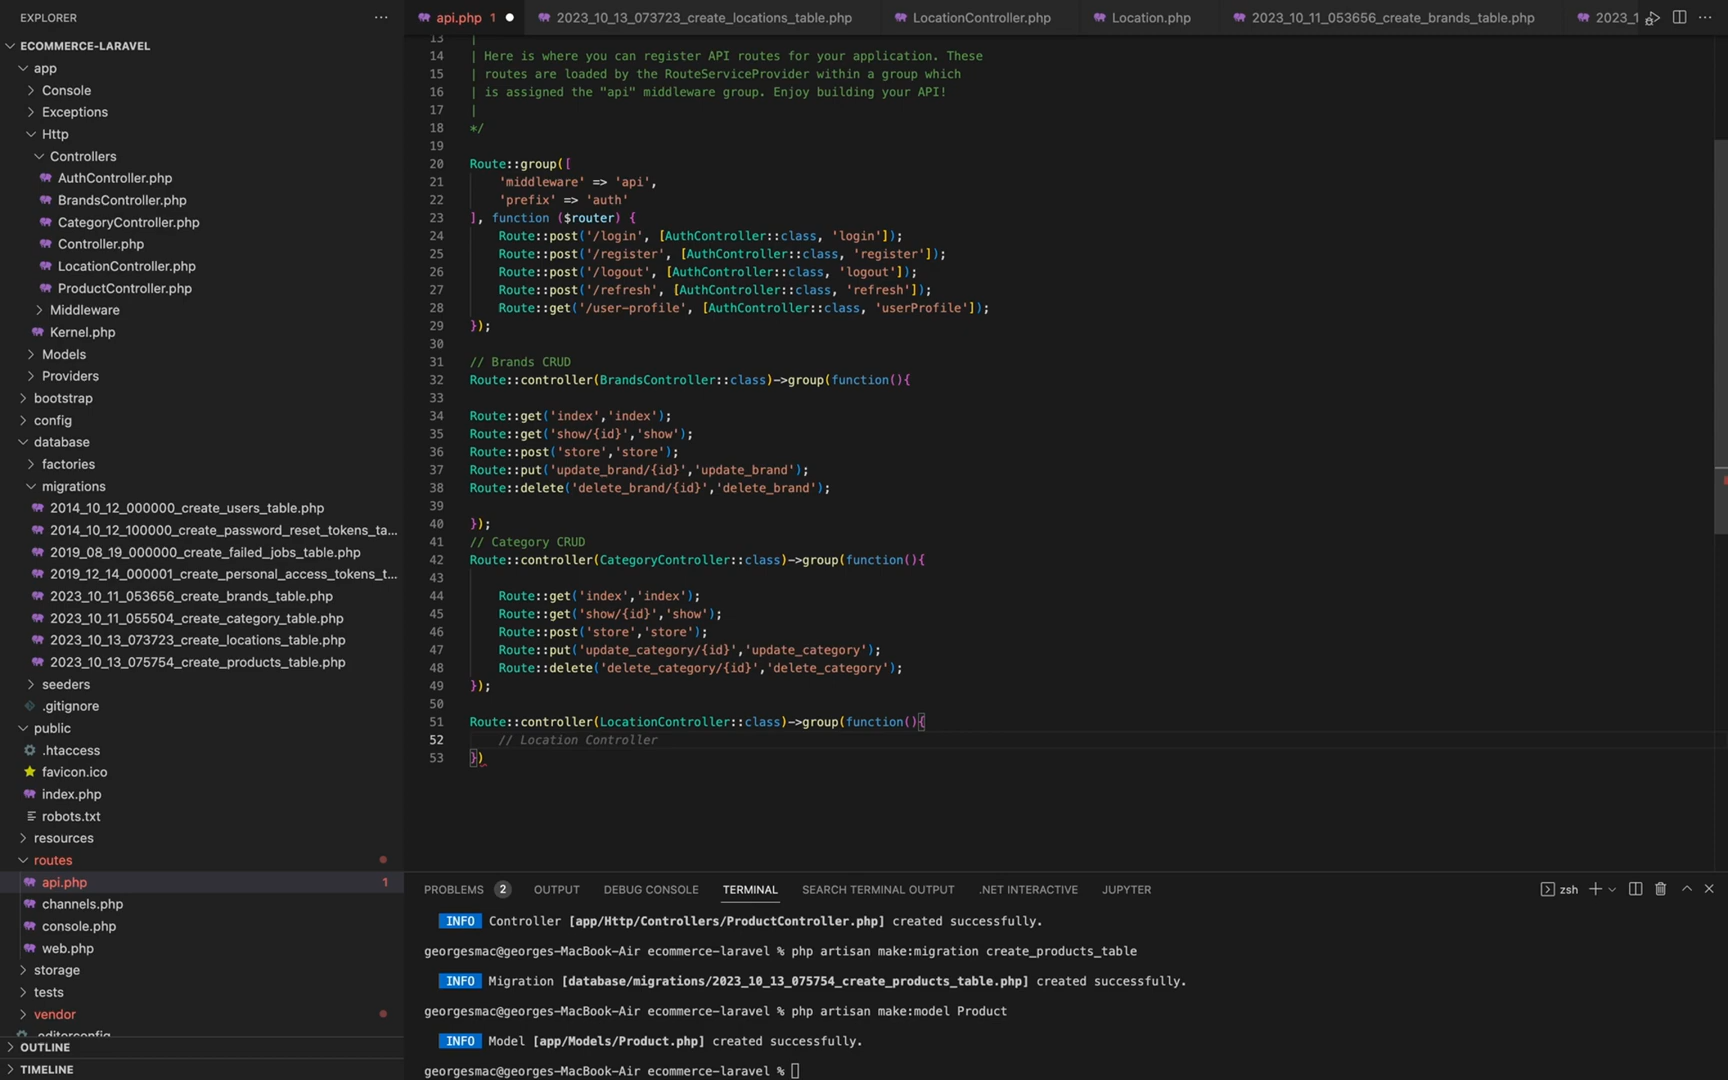 EXPLORER
ECOMMERCE-LARAVEL
app
Console
Exceptions
Http
Controllers
AuthController.php
BrandsController.php
CategoryController.php
Controller.php
LocationController.php
ProductController.php
Middleware
Kernel.php
Models
Providers
bootstrap
config
database
factories
migrations
2014_10_12_000000_create_users_table.php
2014_10_12_100000_create_password_reset_tokens_ta...
2019_08_19_000000_create_failed_jobs_table.php
2019_12_14_000001_create_personal_access_tokens_t...
2023_10_11_053656_create_brands_table.php
2023_10_11_055504_create_category_table.php
2023_10_13_073723_create_locations_table.php
2023_10_13_075754_create_products_table.php
seeders
.gitignore
public
.htaccess
favicon.ico
index.php
robots.txt
resources
routes
api.php 1
channels.php
console.php
web.php
storage
tests
vendor
.editorconfig
OUTLINE
TIMELINE
api.php 1 2023_10_13_073723_create_locations_table.php LocationController.php Location.php 2023_10_11_053656_create_brands_table.php 2023_1
13 |
14 | Here is where you can register API routes for your application. These
15 | routes are loaded by the RouteServiceProvider within a group which
16 | is assigned the "api" middleware group. Enjoy building your API!
17 |
18 */
19
20 Route::group([
21 'middleware' => 'api',
22 'prefix' => 'auth'
23 ], function ($router) {
24 Route::post('/login', [AuthController::class, 'login']);
25 Route::post('/register', [AuthController::class, 'register']);
26 Route::post('/logout', [AuthController::class, 'logout']);
27 Route::post('/refresh', [AuthController::class, 'refresh']);
28 Route::get('/user-profile', [AuthController::class, 'userProfile']);
29 });
30
31 // Brands CRUD
32 Route::controller(BrandsController::class)->group(function(){
33
34 Route::get('index','index');
35 Route::get('show/{id}','show');
36 Route::post('store','store');
37 Route::put('update_brand/{id}','update_brand');
38 Route::delete('delete_brand/{id}','delete_brand');
39
40 });
41 // Category CRUD
42 Route::controller(CategoryController::class)->group(function(){
43
44 Route::get('index','index');
45 Route::get('show/{id}','show');
46 Route::post('store','store');
47 Route::put('update_category/{id}','update_category');
48 Route::delete('delete_category/{id}','delete_category');
49 });
50
51 Route::controller(LocationController::class)->group(function(){
52 // Location Controller
53 })
PROBLEMS 2 OUTPUT DEBUG CONSOLE TERMINAL SEARCH TERMINAL OUTPUT .NET INTERACTIVE JUPYTER zsh
INFO Controller [app/Http/Controllers/ProductController.php] created successfully.
georgesmac@georges-MacBook-Air ecommerce-laravel % php artisan make:migration create_products_table
INFO Migration [database/migrations/2023_10_13_075754_create_products_table.php] created successfully.
georgesmac@georges-MacBook-Air ecommerce-laravel % php artisan make:model Product
INFO Model [app/Models/Product.php] created successfully.
georgesmac@georges-MacBook-Air ecommerce-laravel %